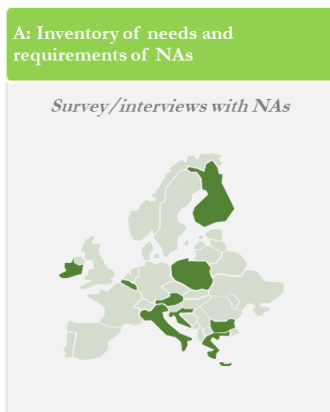 A: Inventory of needs and
requirements of NAs
Survey/interviews with NAs